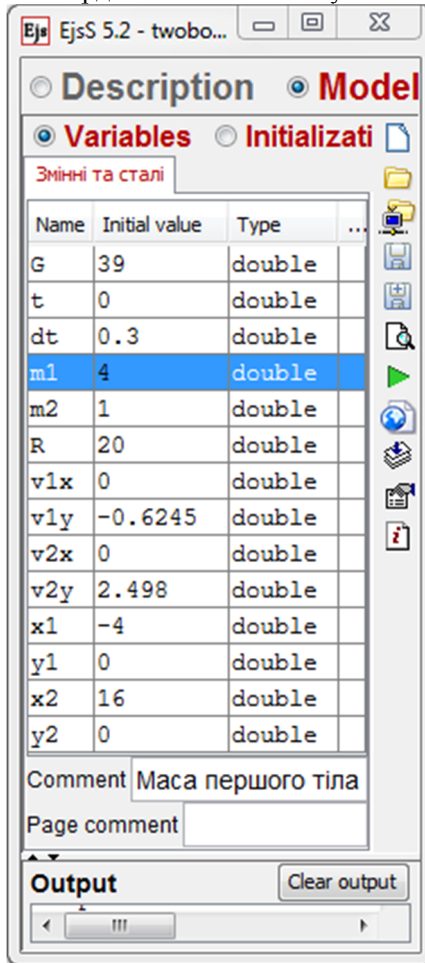 EjsS 5.2 - twobo...
Description Model
Variables Initializati
Змінні та сталі
Name Initial value Type ...
G 39 double
t 0 double
dt 0.3 double
m1 4 double
m2 1 double
R 20 double
v1x 0 double
v1y -0.6245 double
v2x 0 double
v2y 2.498 double
x1 -4 double
y1 0 double
x2 16 double
y2 0 double
Comment Маса першого тіла
Page comment
Output Clear output